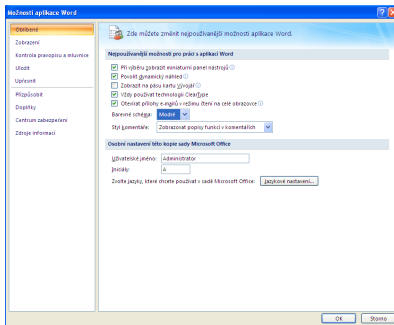 Možnosti aplikace Word
Oblíbené
Zobrazení
Kontrola pravopisu a mluvnice
Uložit
Upřesnit
Přizpůsobit
Doplňky
Centrum zabezpečení
Zdroje informací
Zde můžete změnit nejpoužívanější možnosti aplikace Word.
Nejpoužívanější možnosti pro práci s aplikací Word
Při výběru zobrazit miniaturní panel nástrojů
Povolit dynamický náhled
Zobrazit na pásu kartu Vývojář
Vždy používat technologii ClearType
Otevírat přílohy e-mailů v režimu čtení na celé obrazovce
Barevné schéma: Modré
Styl komentáře: Zobrazovat popisy funkcí v komentářích
Osobní nastavení této kopie sady Microsoft Office
Uživatelské jméno: Administrator
Iniciály: A
Zvolte jazyky, které chcete používat v sadě Microsoft Office: Jazykové nastavení...
OK Storno